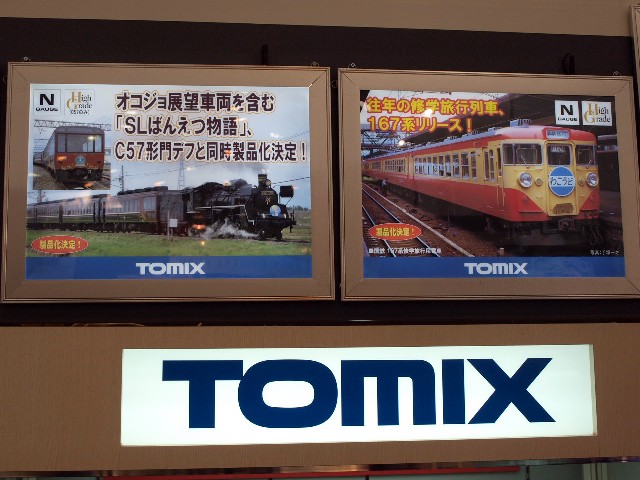 N
GAUGE
High
Grade
オコジョ展望車両を含む
「SLばんえつ物語」、
C57形門デフと同時製品化決定！
製品化決定！
TOMIX
往年の修学旅行列車、
167系リリース！
N
GAUGE
High
Grade
わこうど
製品化決定！
TOMIX
TOMIX